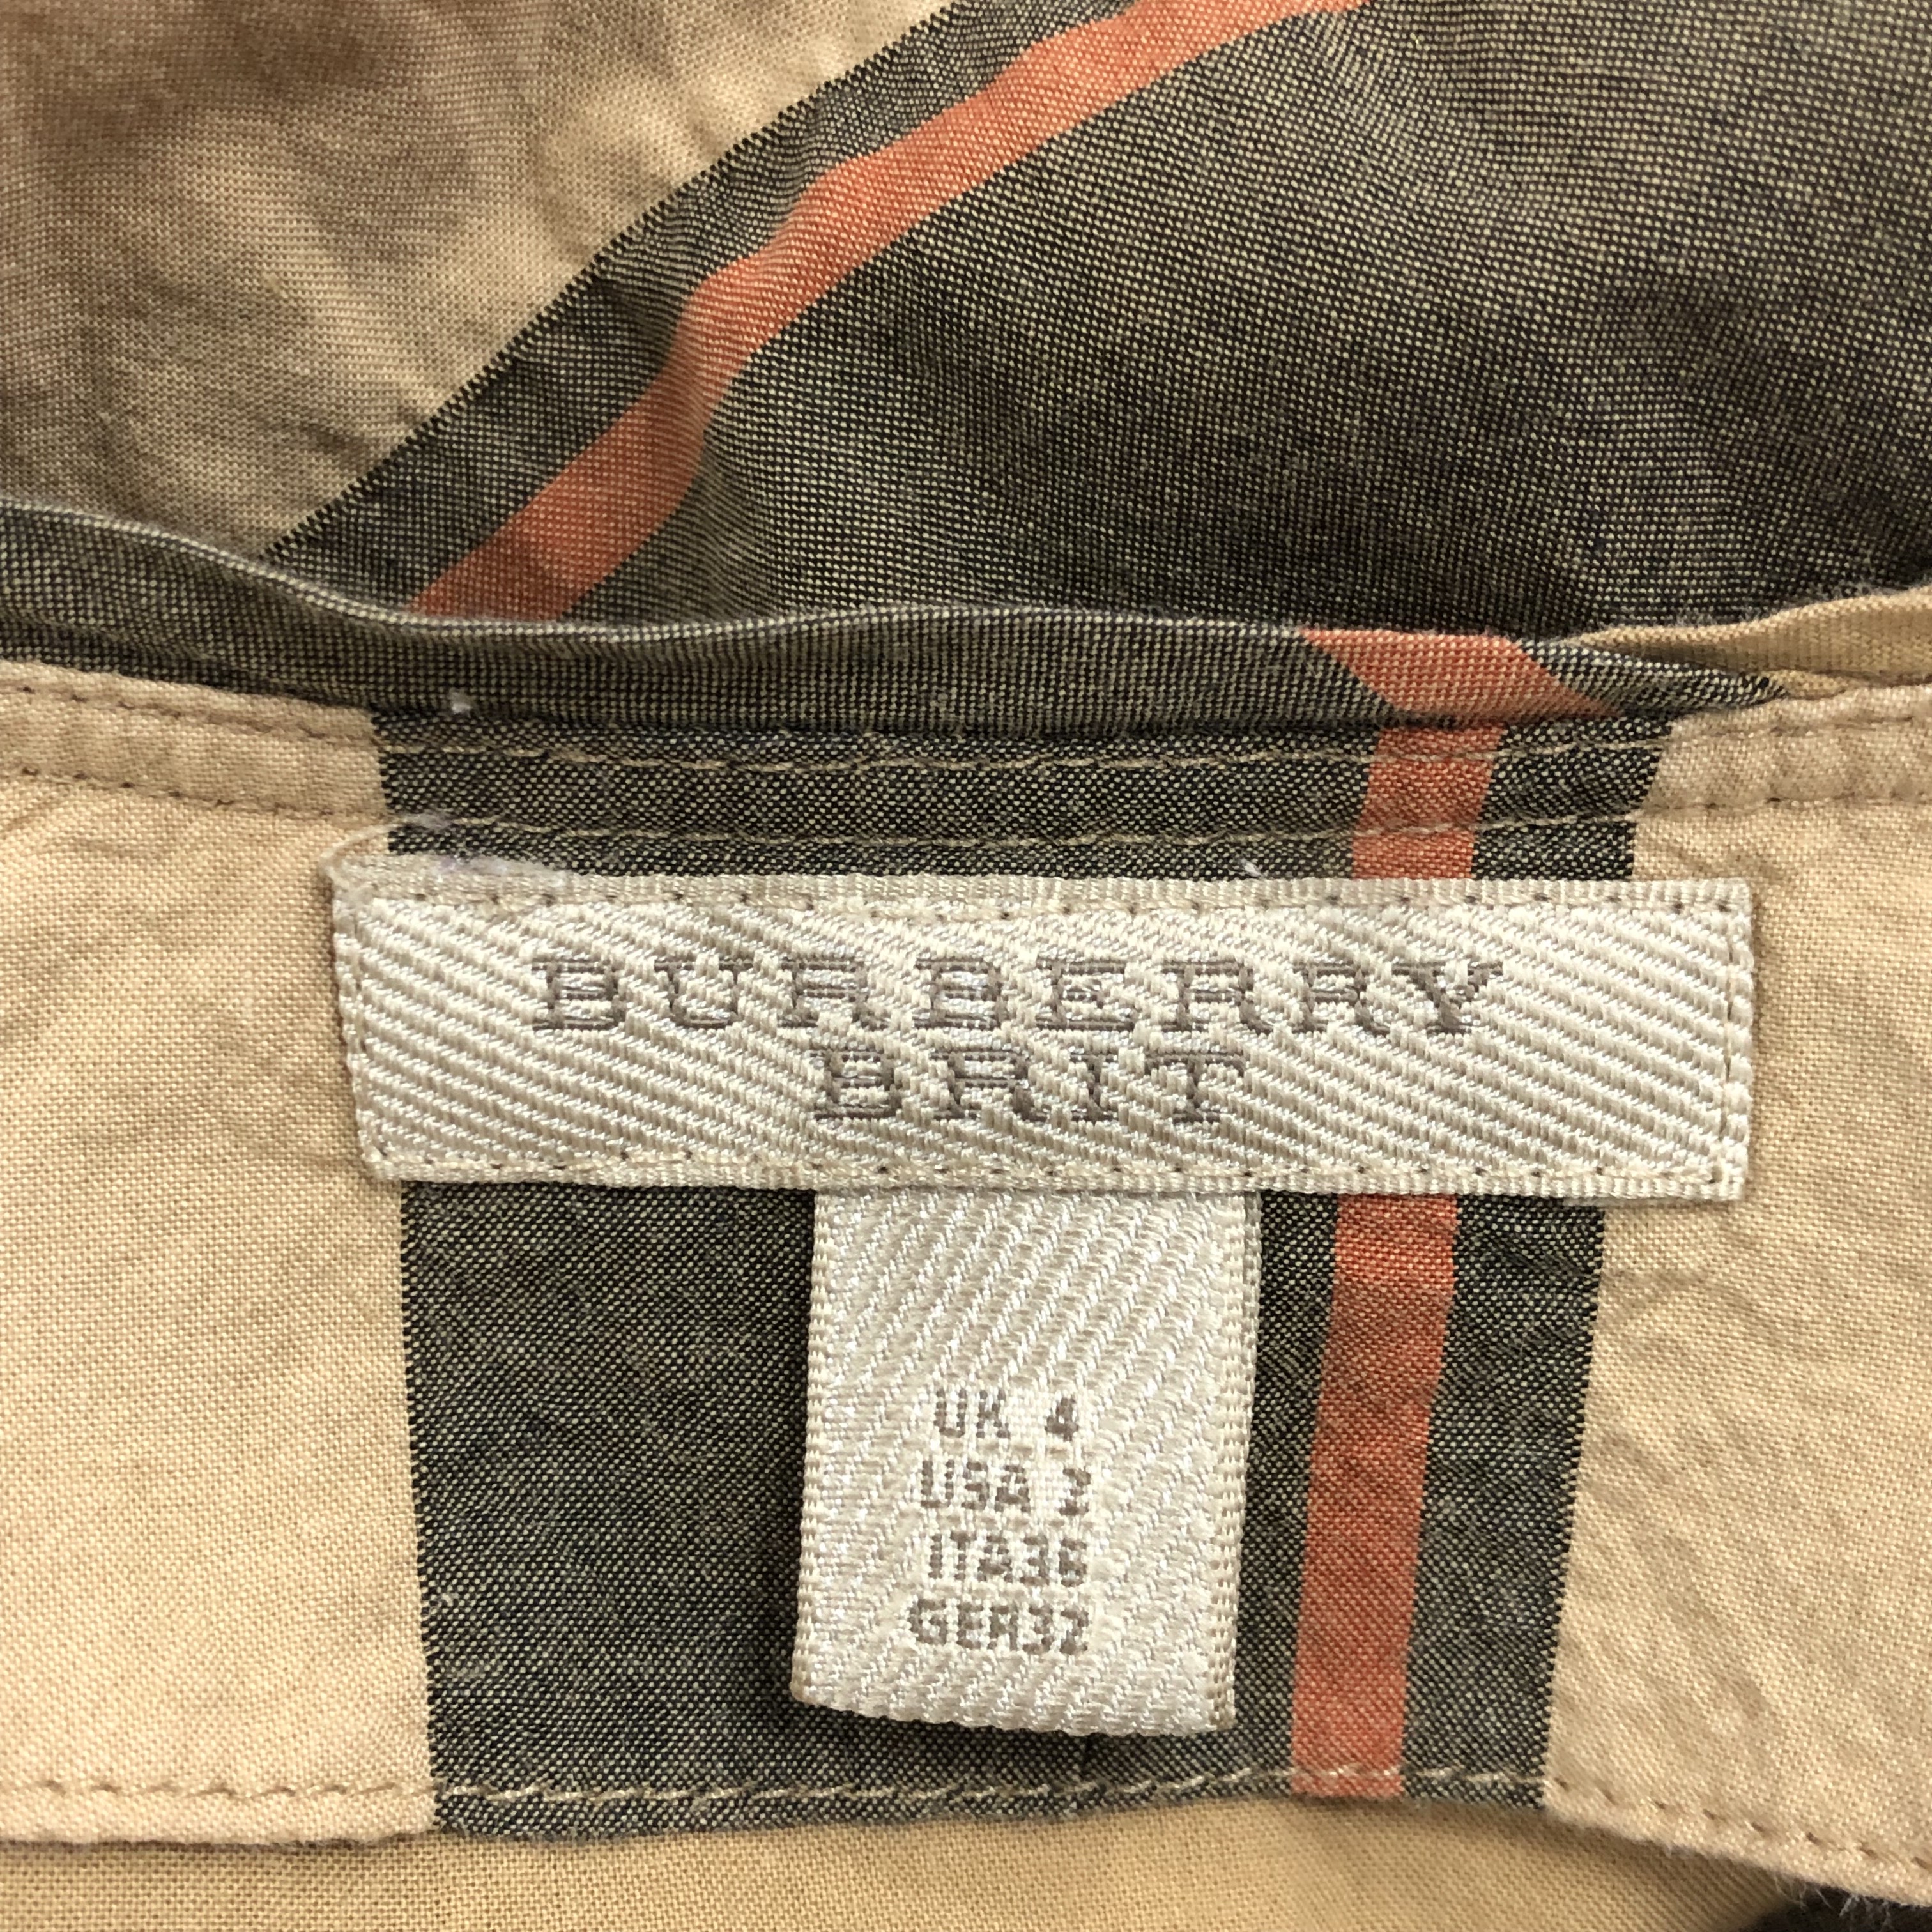 BURBERRY
BRIT
UK 4
USA 2
ITA36
GER32